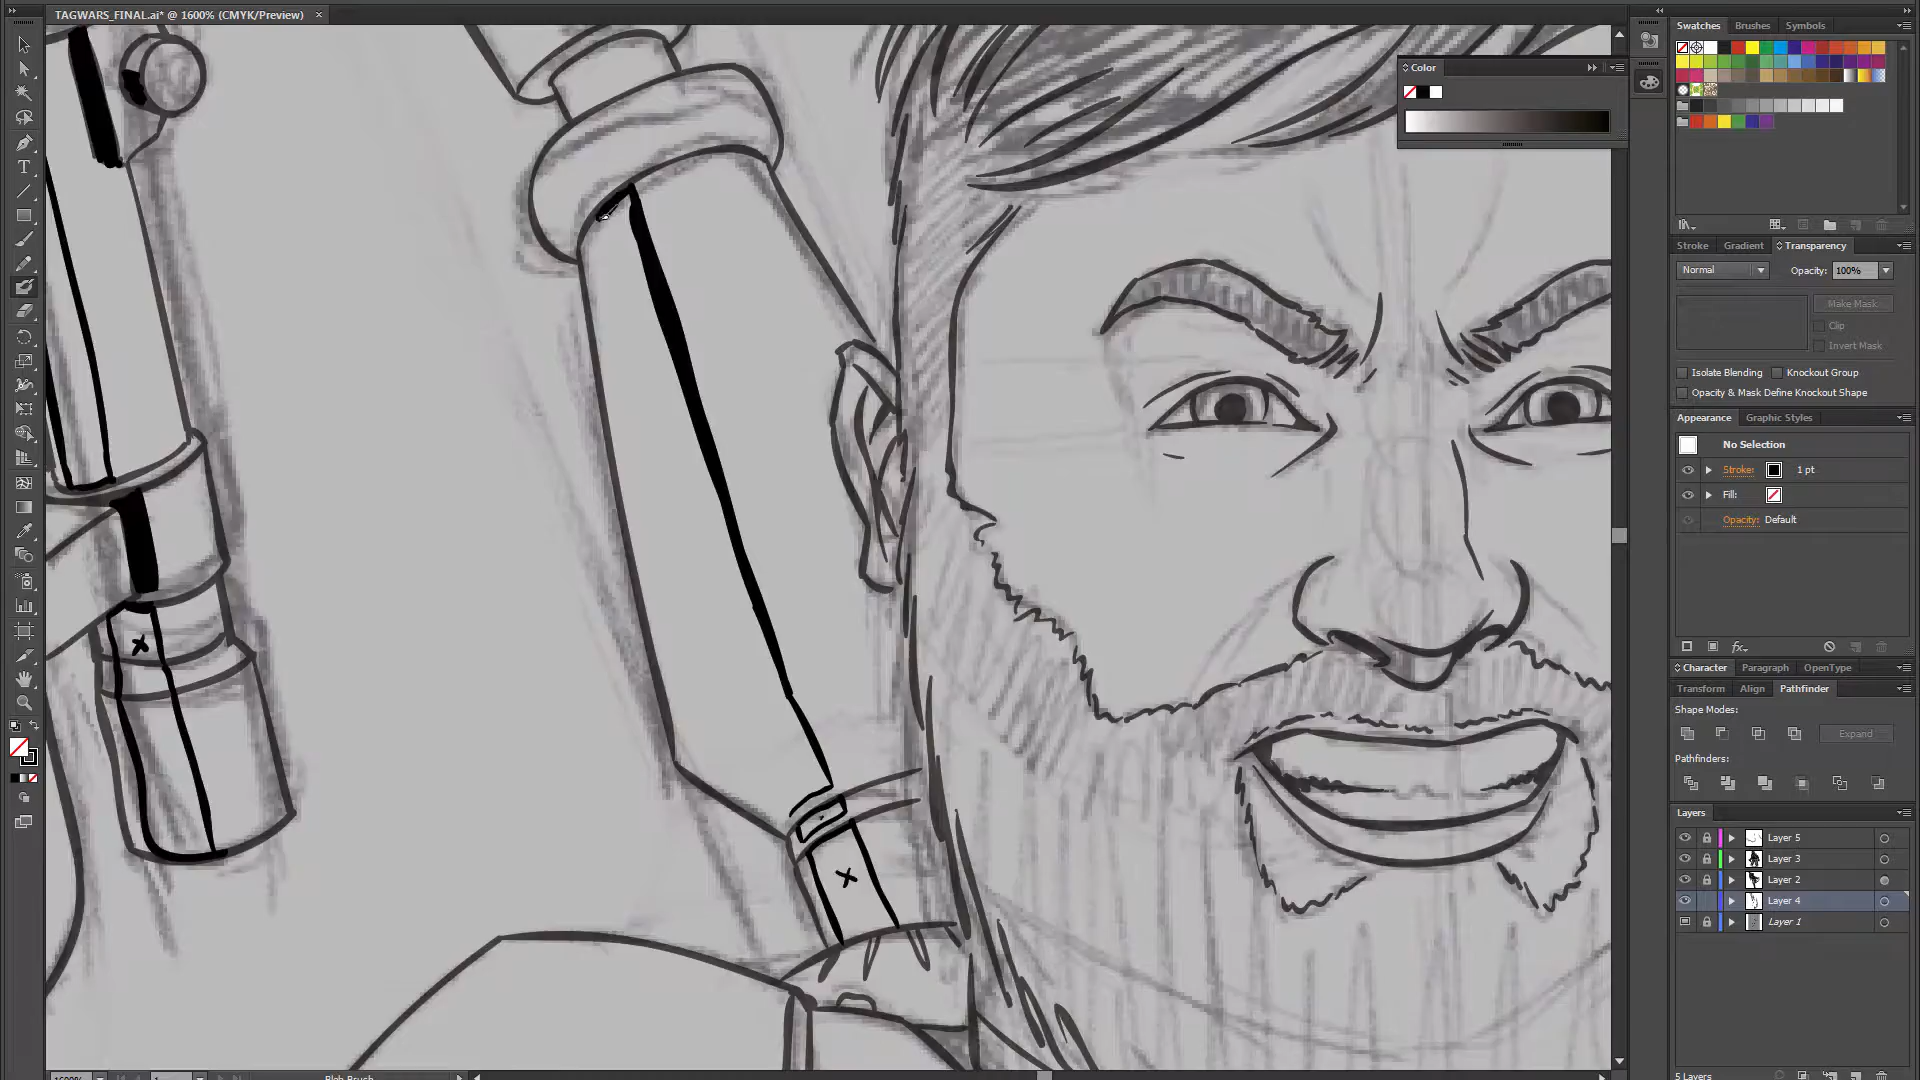 TAGWARS_FINAL.ai* @ 1600% (CMYK/Preview) ×
Color
Swatches Brushes Symbols
Stroke Gradient Transparency
Normal Opacity: 100%
Make Mask
Clip
Invert Mask
Isolate Blending Knockout Group
Opacity & Mask Define Knockout Shape
Appearance Graphic Styles
No Selection
Stroke: 1 pt
Fill:
Opacity: Default
fx
Character Paragraph OpenType
Transform Align Pathfinder
Shape Modes:
Expand
Pathfinders:
Layers
Layer 5
Layer 3
Layer 2
Layer 4
Layer 1
5 Layers
1600% 1 Blob Brush